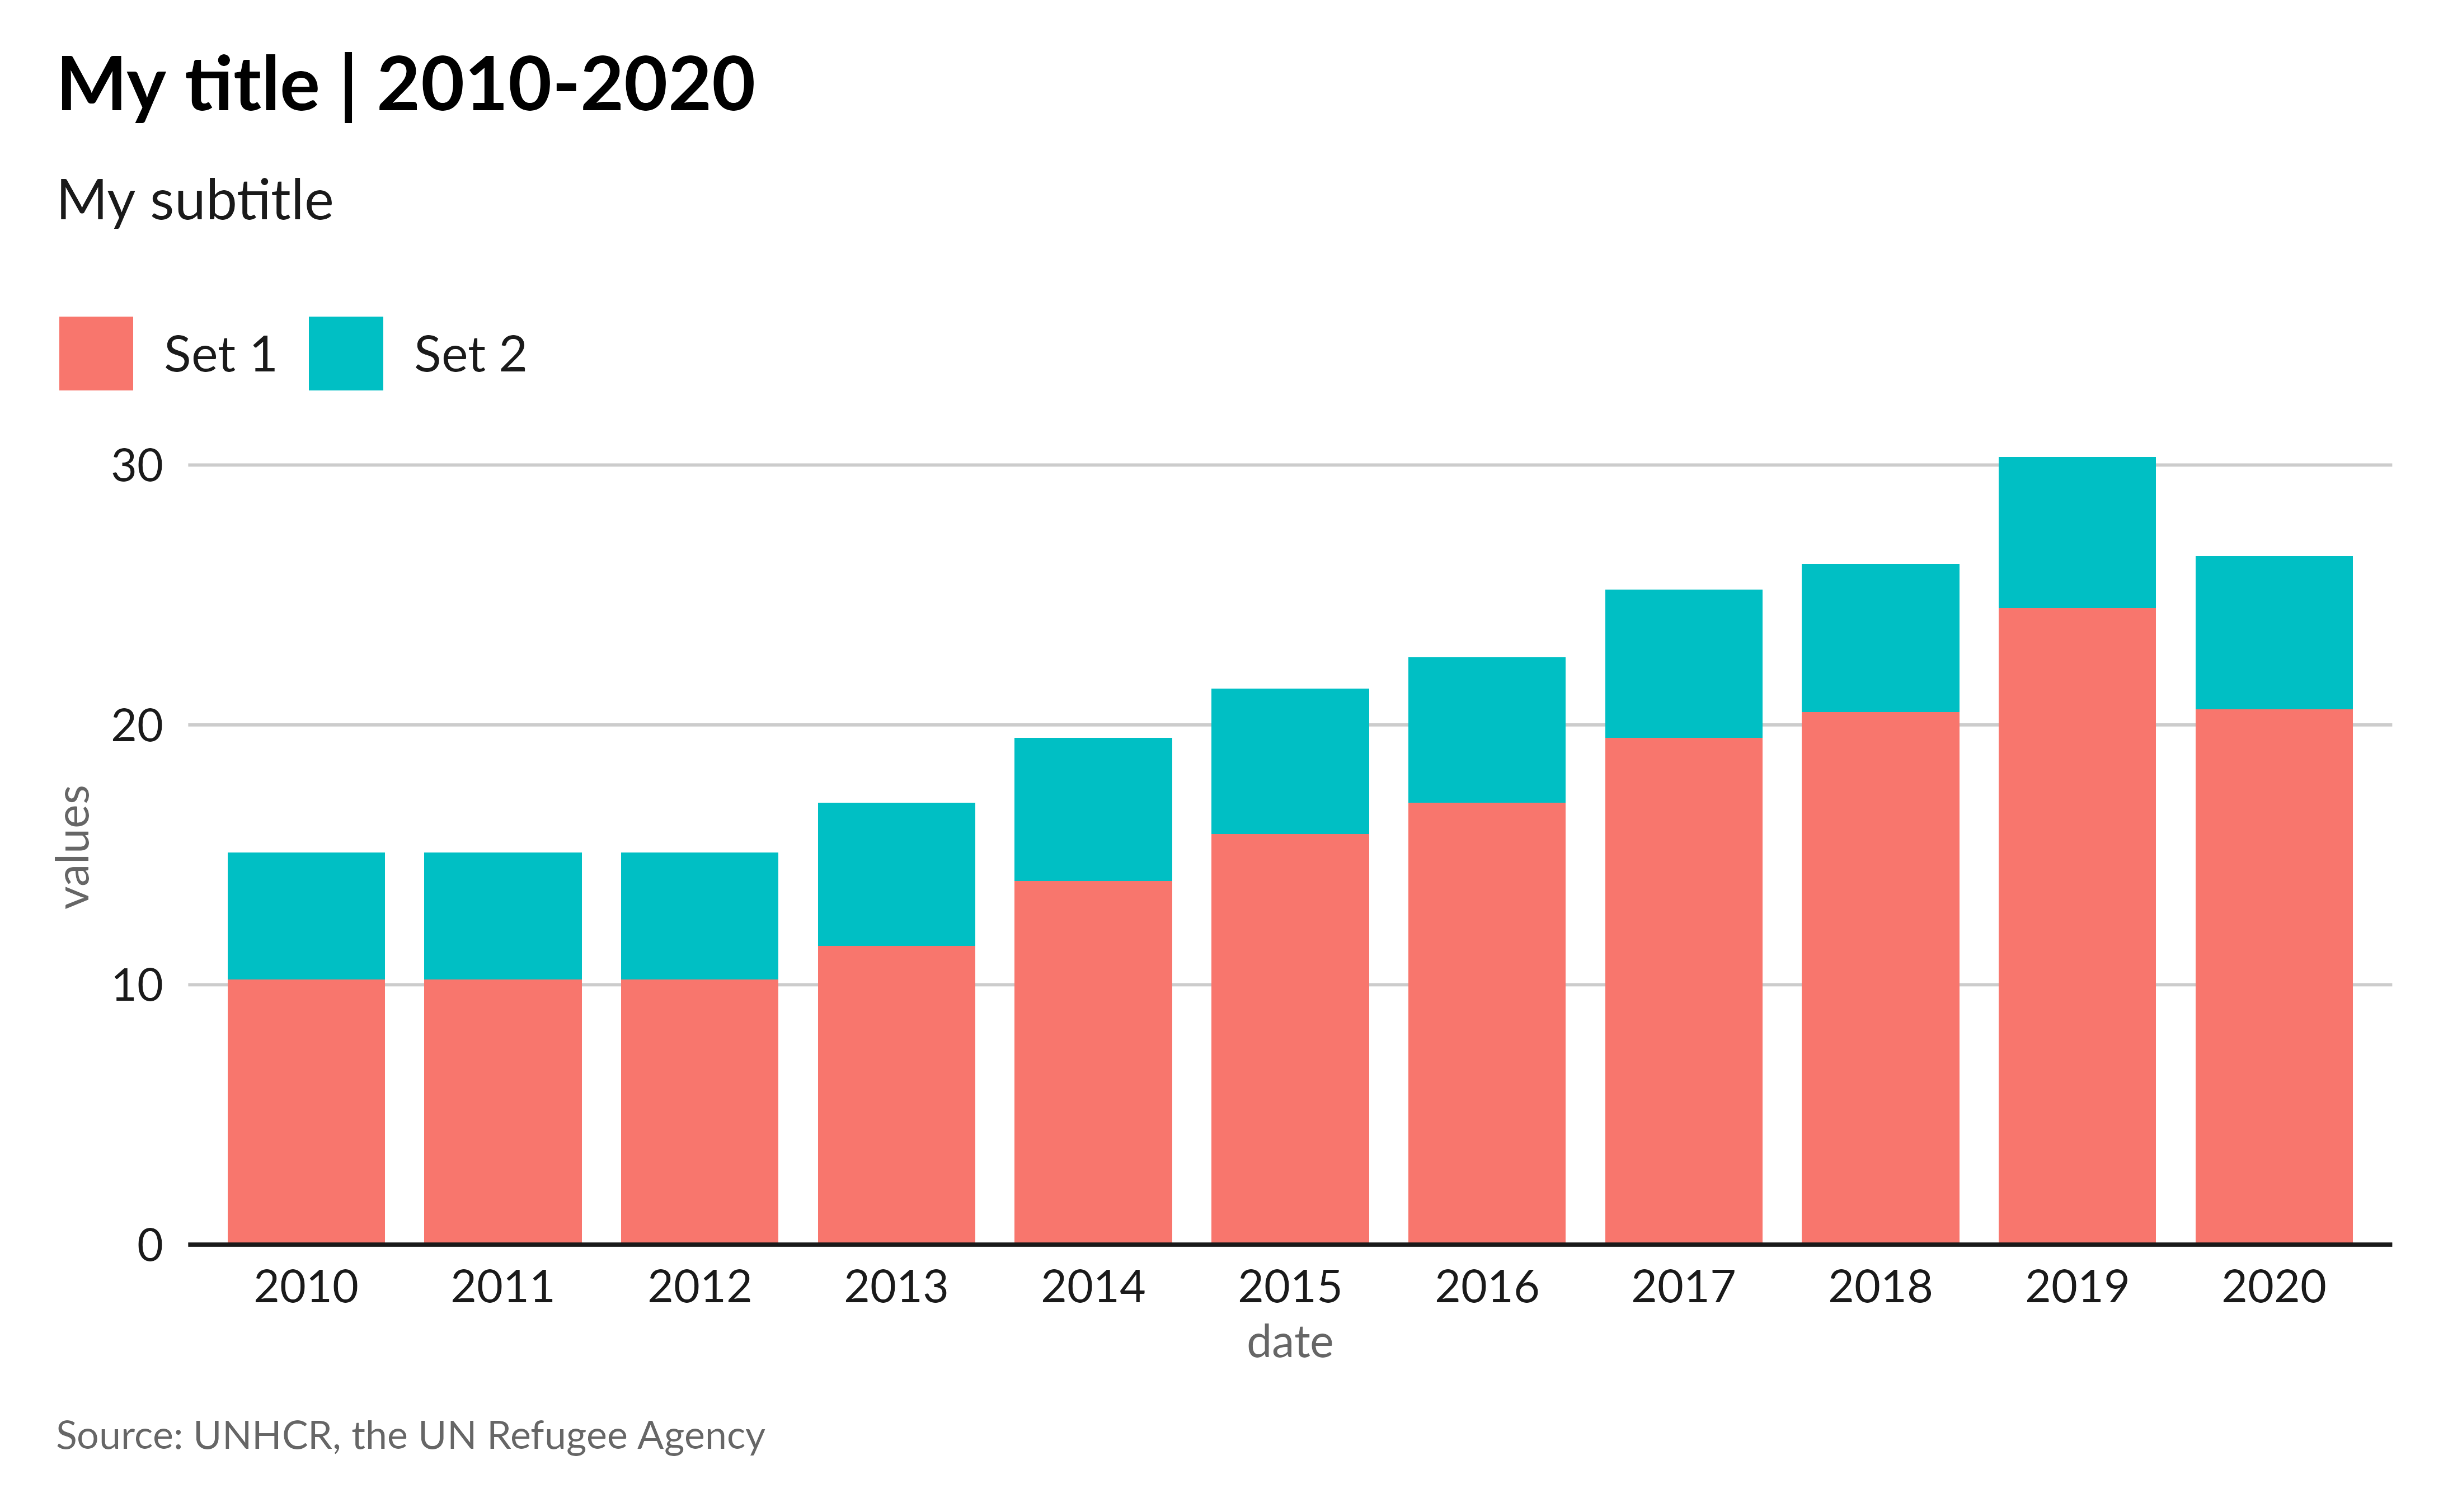 My title | 2010-2020
My subtitle
Set 1 Set 2
30
20
10
0
values
2010 2011 2012 2013 2014 2015 2016 2017 2018 2019 2020
date
Source: UNHCR, the UN Refugee Agency